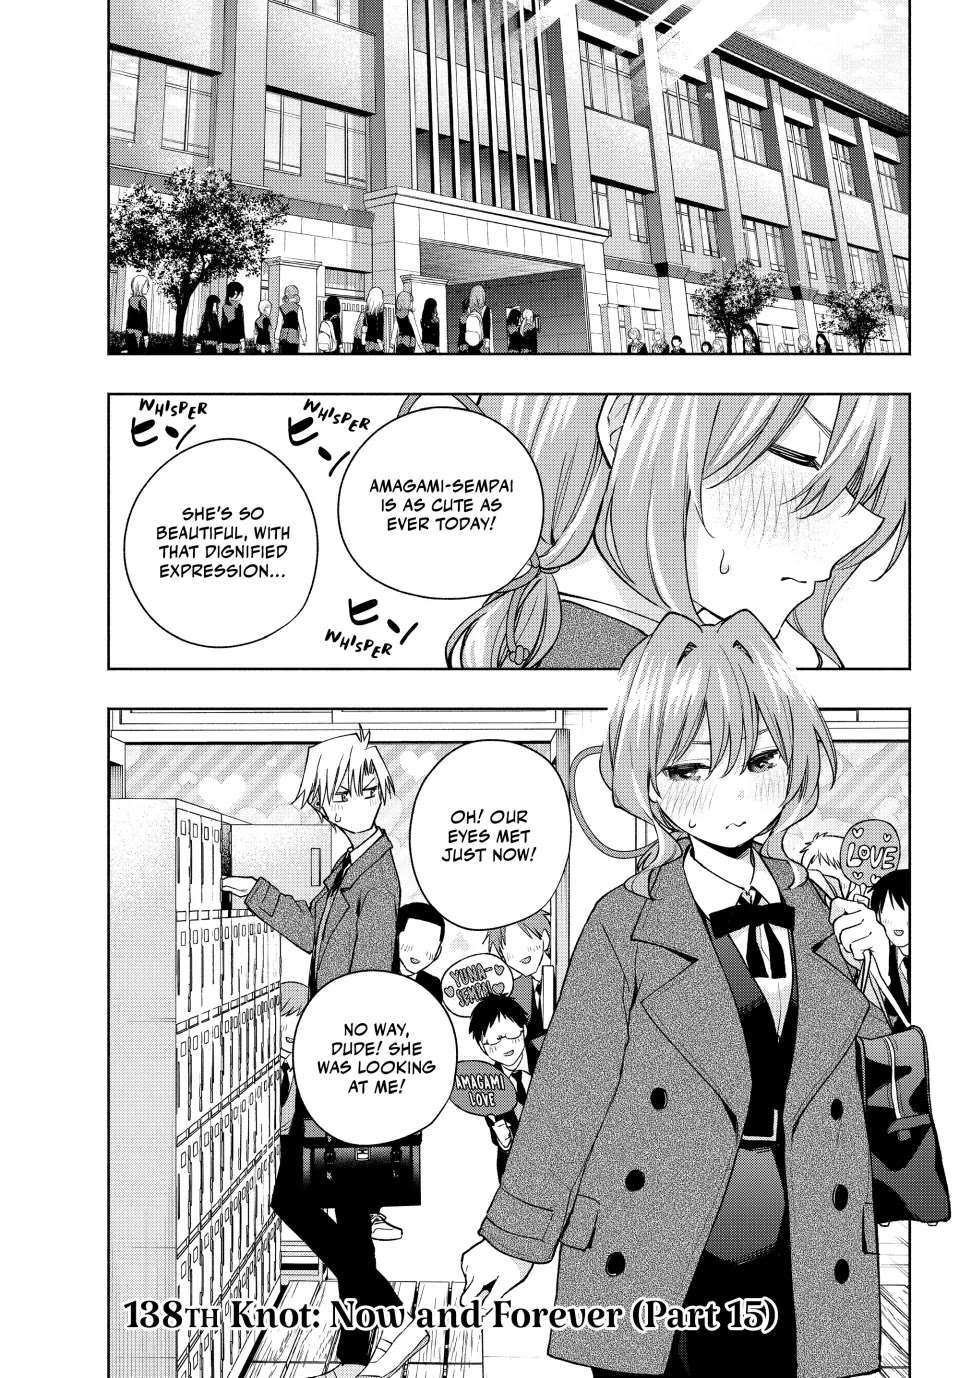 WHISPER
ヒソ
WHISPER
ヒソ
AMAGAMI-SEMPAI
IS AS CUTE AS
EVER TODAY!
SHE'S SO
BEAUTIFUL, WITH
THAT DIGNIFIED
EXPRESSION...
ヒソ
WHISPER
OH! OUR
EYES MET
JUST NOW!
LOVE
YUNA-
SEMPAI
NO WAY,
DUDE! SHE
WAS LOOKING
AT ME!
AMAGAMI
LOVE
138TH Knot: Now and Forever (Part 15)